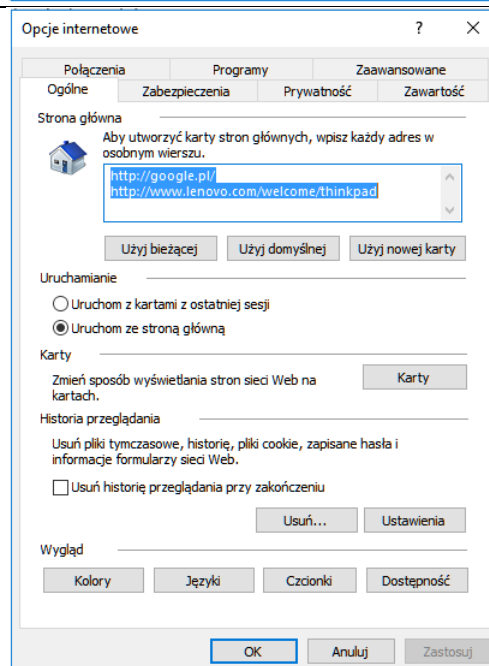 Opcje internetowe ? ✕
Połączenia Programy Zaawansowane
Ogólne Zabezpieczenia Prywatność Zawartość
Strona główna
Aby utworzyć karty stron głównych, wpisz każdy adres w
osobnym wierszu.
http://google.pl/
http://www.lenovo.com/welcome/thinkpad
Użyj bieżącej Użyj domyślnej Użyj nowej karty
Uruchamianie
Uruchom z kartami z ostatniej sesji
Uruchom ze stroną główną
Karty
Zmień sposób wyświetlania stron sieci Web na
kartach.
Karty
Historia przeglądania
Usuń pliki tymczasowe, historię, pliki cookie, zapisane hasła i
informacje formularzy sieci Web.
Usuń historię przeglądania przy zakończeniu
Usuń... Ustawienia
Wygląd
Kolory Języki Czcionki Dostępność
OK Anuluj Zastosuj